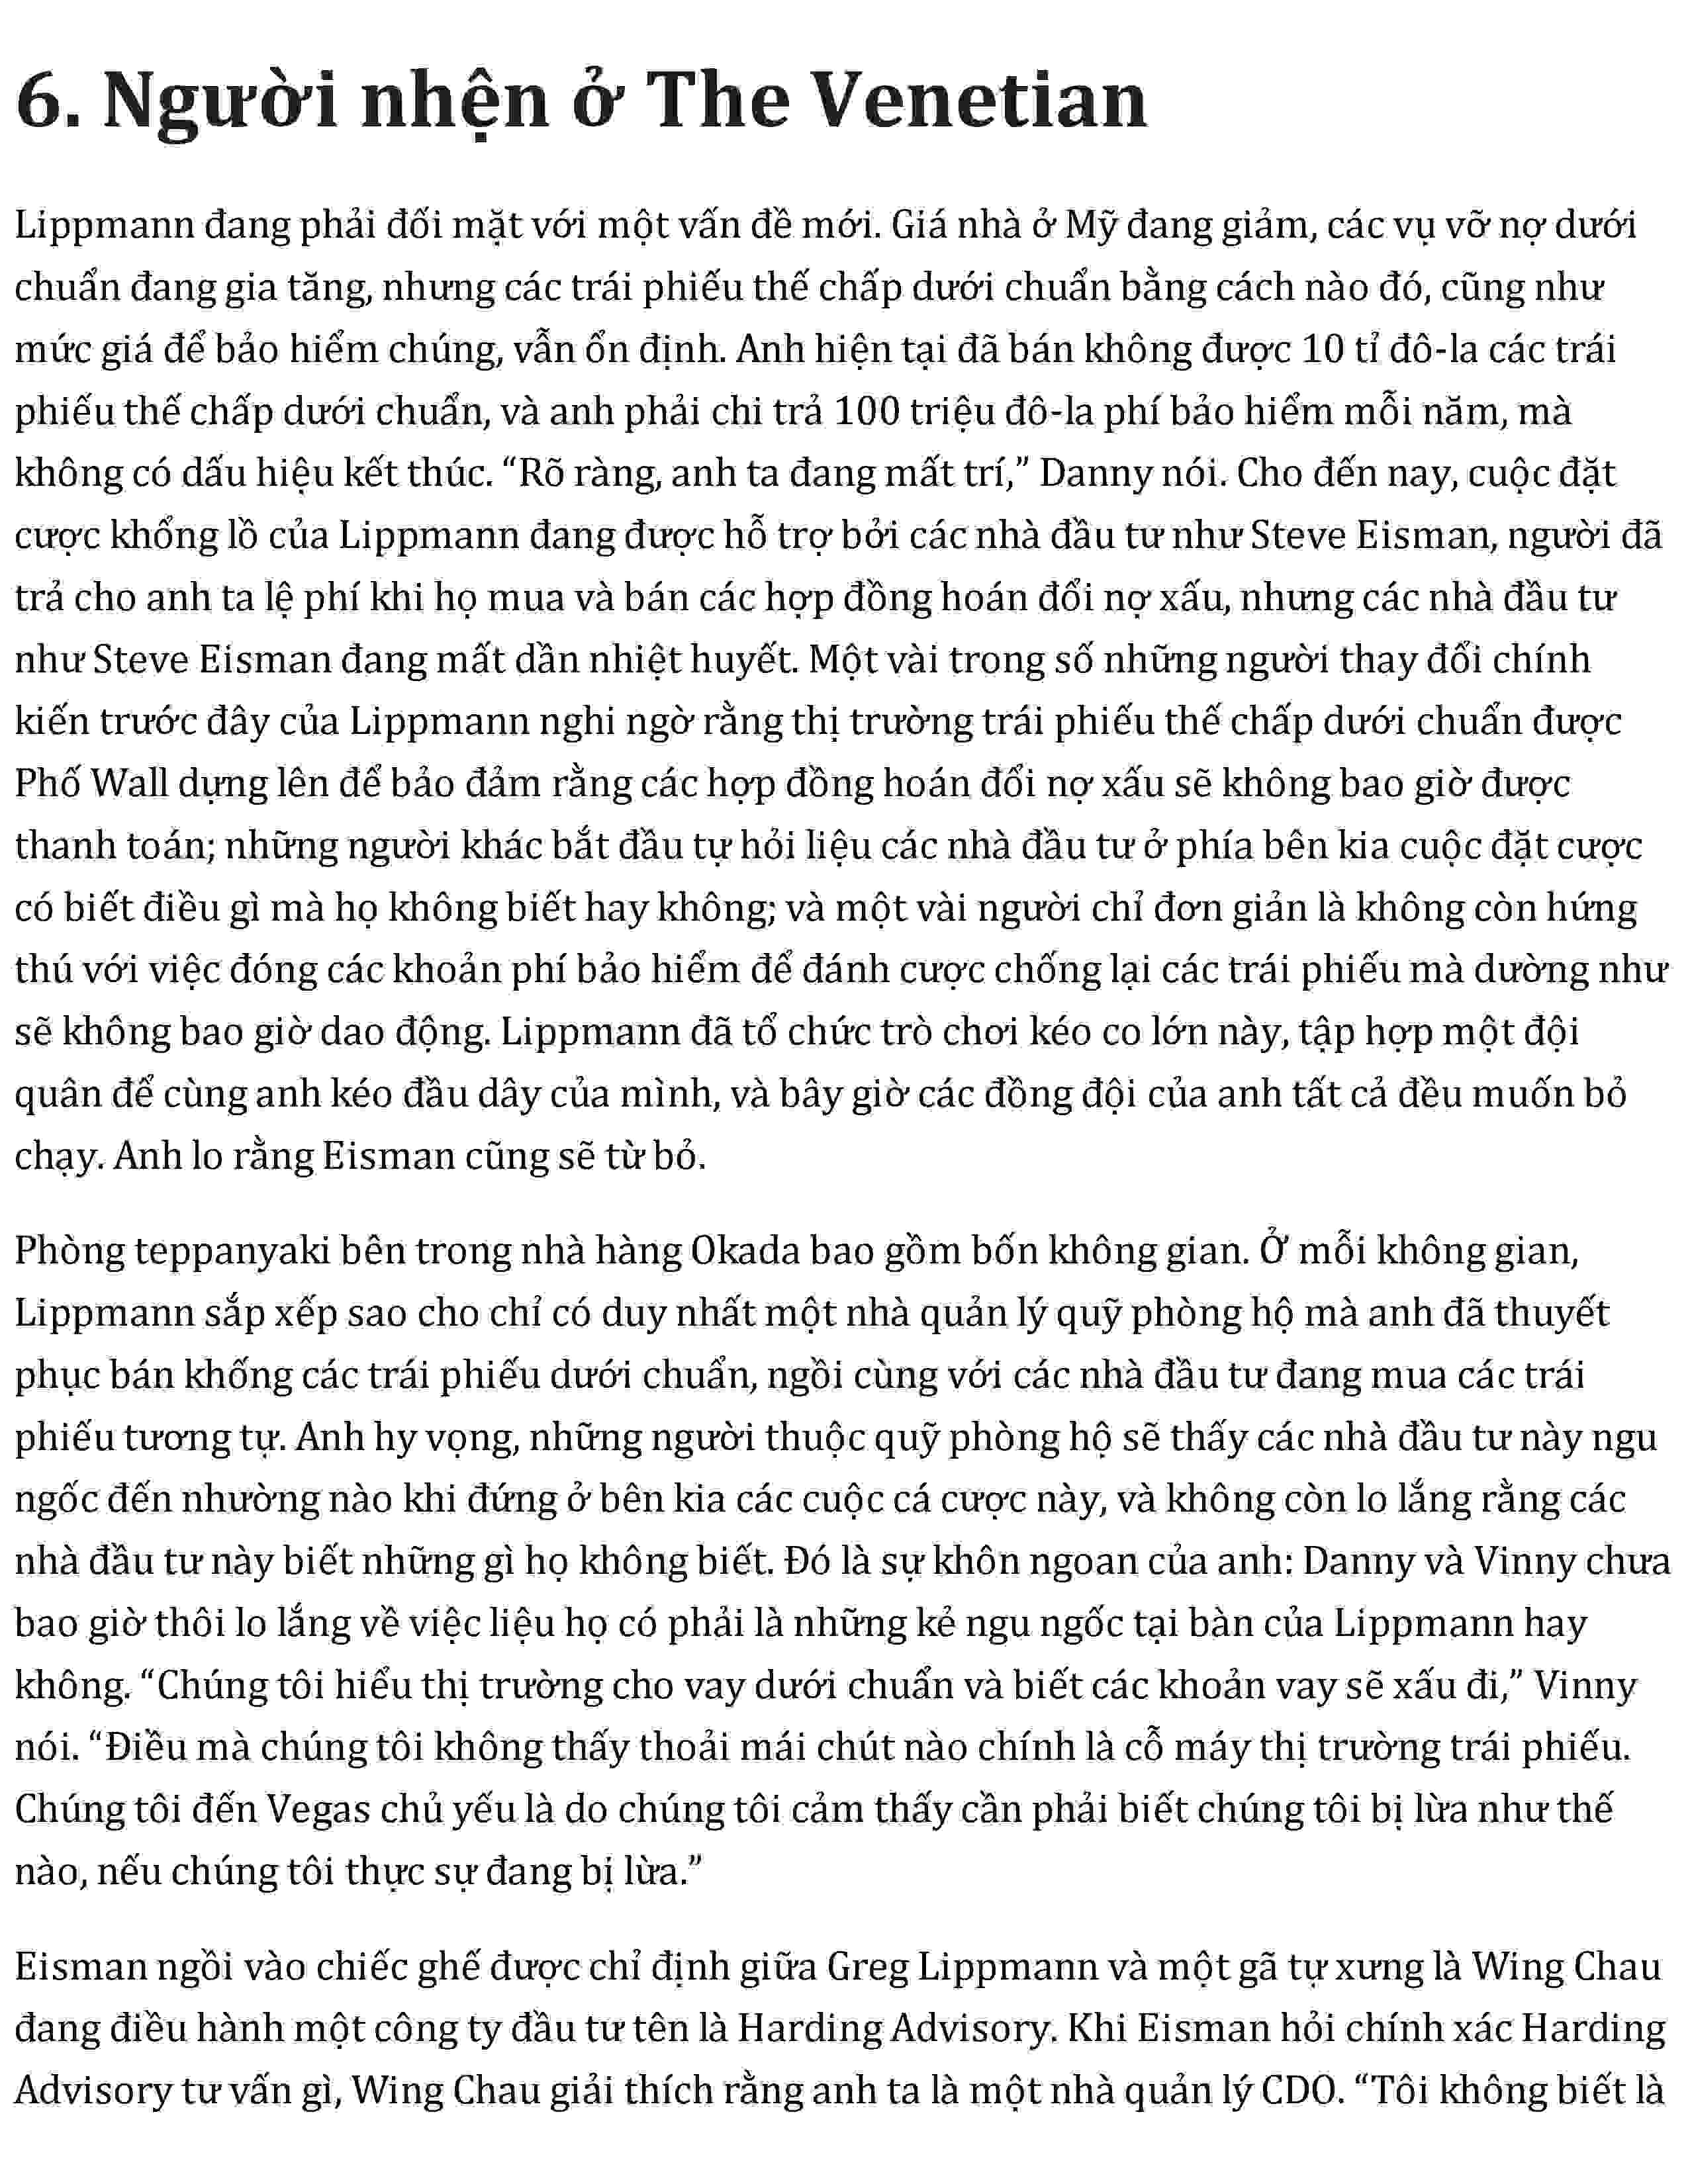 6. Người nhện ở The Venetian
Lippmann đang phải đối mặt với một vấn đề mới. Giá nhà ở Mỹ đang giảm, các vụ vỡ nợ dưới
chuẩn đang gia tăng, nhưng các trái phiếu thế chấp dưới chuẩn bằng cách nào đó, cũng như
mức giá để bảo hiểm chúng, vẫn ổn định. Anh hiện tại đã bán không được 10 tỉ đô-la các trái
phiếu thế chấp dưới chuẩn, và anh phải chi trả 100 triệu đô-la phí bảo hiểm mỗi năm, mà
không có dấu hiệu kết thúc. “Rõ ràng, anh ta đang mất trí,” Danny nói. Cho đến nay, cuộc đặt
cược khổng lồ của Lippmann đang được hỗ trợ bởi các nhà đầu tư như Steve Eisman, người đã
trả cho anh ta lệ phí khi họ mua và bán các hợp đồng hoán đổi nợ xấu, nhưng các nhà đầu tư
như Steve Eisman đang mất dần nhiệt huyết. Một vài trong số những người thay đổi chính
kiến trước đây của Lippmann nghi ngờ rằng thị trường trái phiếu thế chấp dưới chuẩn được
Phố Wall dựng lên để bảo đảm rằng các hợp đồng hoán đổi nợ xấu sẽ không bao giờ được
thanh toán; những người khác bắt đầu tự hỏi liệu các nhà đầu tư ở phía bên kia cuộc đặt cược
có biết điều gì mà họ không biết hay không; và một vài người chỉ đơn giản là không còn hứng
thú với việc đóng các khoản phí bảo hiểm để đánh cược chống lại các trái phiếu mà dường như
sẽ không bao giờ dao động. Lippmann đã tổ chức trò chơi kéo co lớn này, tập hợp một đội
quân để cùng anh kéo đầu dây của mình, và bây giờ các đồng đội của anh tất cả đều muốn bỏ
chạy. Anh lo rằng Eisman cũng sẽ từ bỏ.
Phòng teppanyaki bên trong nhà hàng Okada bao gồm bốn không gian. Ở mỗi không gian,
Lippmann sắp xếp sao cho chỉ có duy nhất một nhà quản lý quỹ phòng hộ mà anh đã thuyết
phục bán khống các trái phiếu dưới chuẩn, ngồi cùng với các nhà đầu tư đang mua các trái
phiếu tương tự. Anh hy vọng, những người thuộc quỹ phòng hộ sẽ thấy các nhà đầu tư này ngu
ngốc đến nhường nào khi đứng ở bên kia các cuộc cá cược này, và không còn lo lắng rằng các
nhà đầu tư này biết những gì họ không biết. Đó là sự khôn ngoan của anh: Danny và Vinny chưa
bao giờ thôi lo lắng về việc liệu họ có phải là những kẻ ngu ngốc tại bàn của Lippmann hay
không. “Chúng tôi hiểu thị trường cho vay dưới chuẩn và biết các khoản vay sẽ xấu đi,” Vinny
nói. “Điều mà chúng tôi không thấy thoải mái chút nào chính là cỗ máy thị trường trái phiếu.
Chúng tôi đến Vegas chủ yếu là do chúng tôi cảm thấy cần phải biết chúng tôi bị lừa như thế
nào, nếu chúng tôi thực sự đang bị lừa.”
Eisman ngồi vào chiếc ghế được chỉ định giữa Greg Lippmann và một gã tự xưng là Wing Chau
đang điều hành một công ty đầu tư tên là Harding Advisory. Khi Eisman hỏi chính xác Harding
Advisory tư vấn gì, Wing Chau giải thích rằng anh ta là một nhà quản lý CDO. “Tôi không biết là